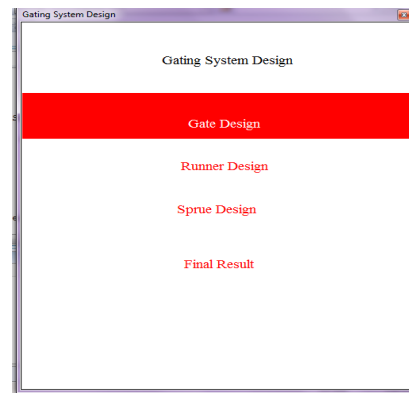 Gating System Design
Gating System Design
Gate Design
Runner Design
Sprue Design
Final Result